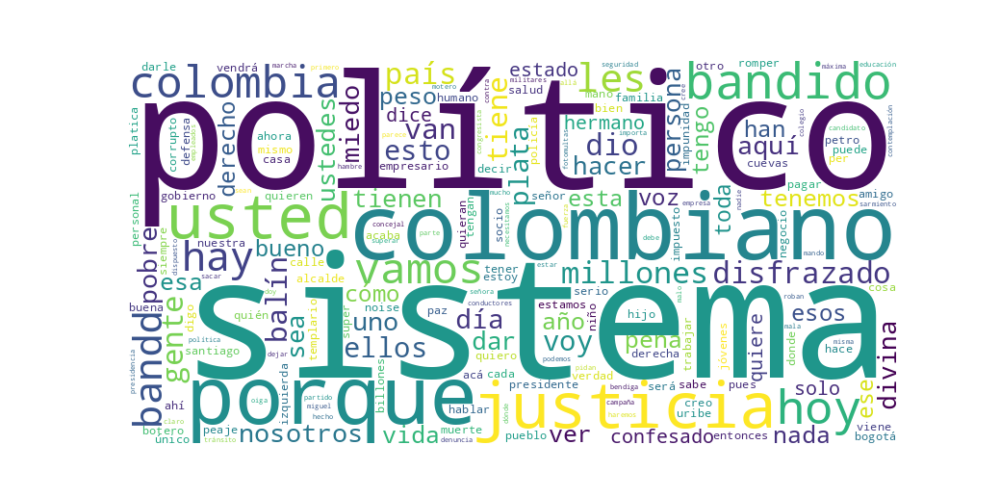 político
sistema
colombiano
porque
justicia
usted
colombia
bandido
les
hoy
vamos
hay
país
bando
gente
pobre
balín
plata
persona
millones
disfrazado
divina
tiene
tienen
derecho
ustedes
miedo
peso
dice
van
esto
estado
salud
hermano
dio
hacer
familia
tengo
impunidad
han
aquí
cuevas
otro
romper
petro
puede
per
pagar
tenemos
amigo
toda
voz
esta
señor
socio
negocio
impuesto
darle
vendrá
platica
corrupto
defensa
ahora
mismo
casa
empresario
humano
marcha
primero
seguridad
militares
mano
bien
policía
decir
contra
congresista
hambre
importa
fotomultas
máxima
educación
candidato
colegio
contemplación
gobierno
quieren
personal
siempre
esa
bueno
nuestra
calle
alcalde
buena
dispuesto
sacar
digo
quién
santiago
política
presidencia
como
uno
ellos
sea
super
noise
templario
paz
día
año
niño
voy
dar
pena
quiere
esos
ese
cosa
serio
tener
estoy
estar
acaba
concejal
superar
parte
quieran
tengan
necesitamos
mucho
empresa
nadie
sarmiento
mando
debe
señora
conductores
estamos
hijo
derecha
trabajar
jóvenes
donde
roban
mala
malo
misma
hace
solo
quiero
podemos
pidan
verdad
bendiga
acá
cada
presidente
será
sabe
pues
campaña
creo
uribe
haremos
hablar
pueblo
ver
confesado
entonces
nada
viene
bogotá
vida
muerte
denuncia
nosotros
peaje
izquierda
billones
partido
miguel
hecho
oiga
dejar
doy
ahí
botero
único
claro
tránsito